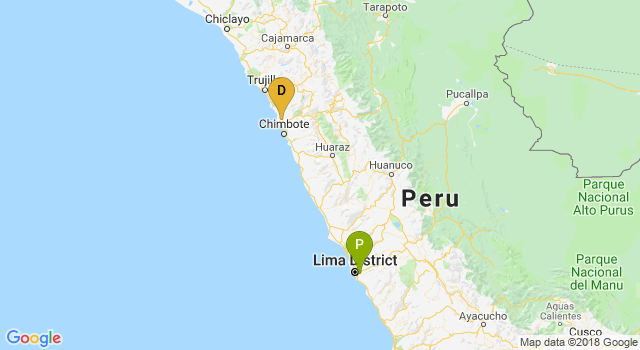 Tarapoto
Chiclayo
Cajamarca
Trujill
D
Pucallpa
Chimbote
Huaraz
Huanuco
Parque
Nacional
Alto Purus
Peru
P
Lima District
Parque
Nacional
del Manu
Aguas
Calientes
Ayacucho
Cusco
Google
Map data ©2018 Google